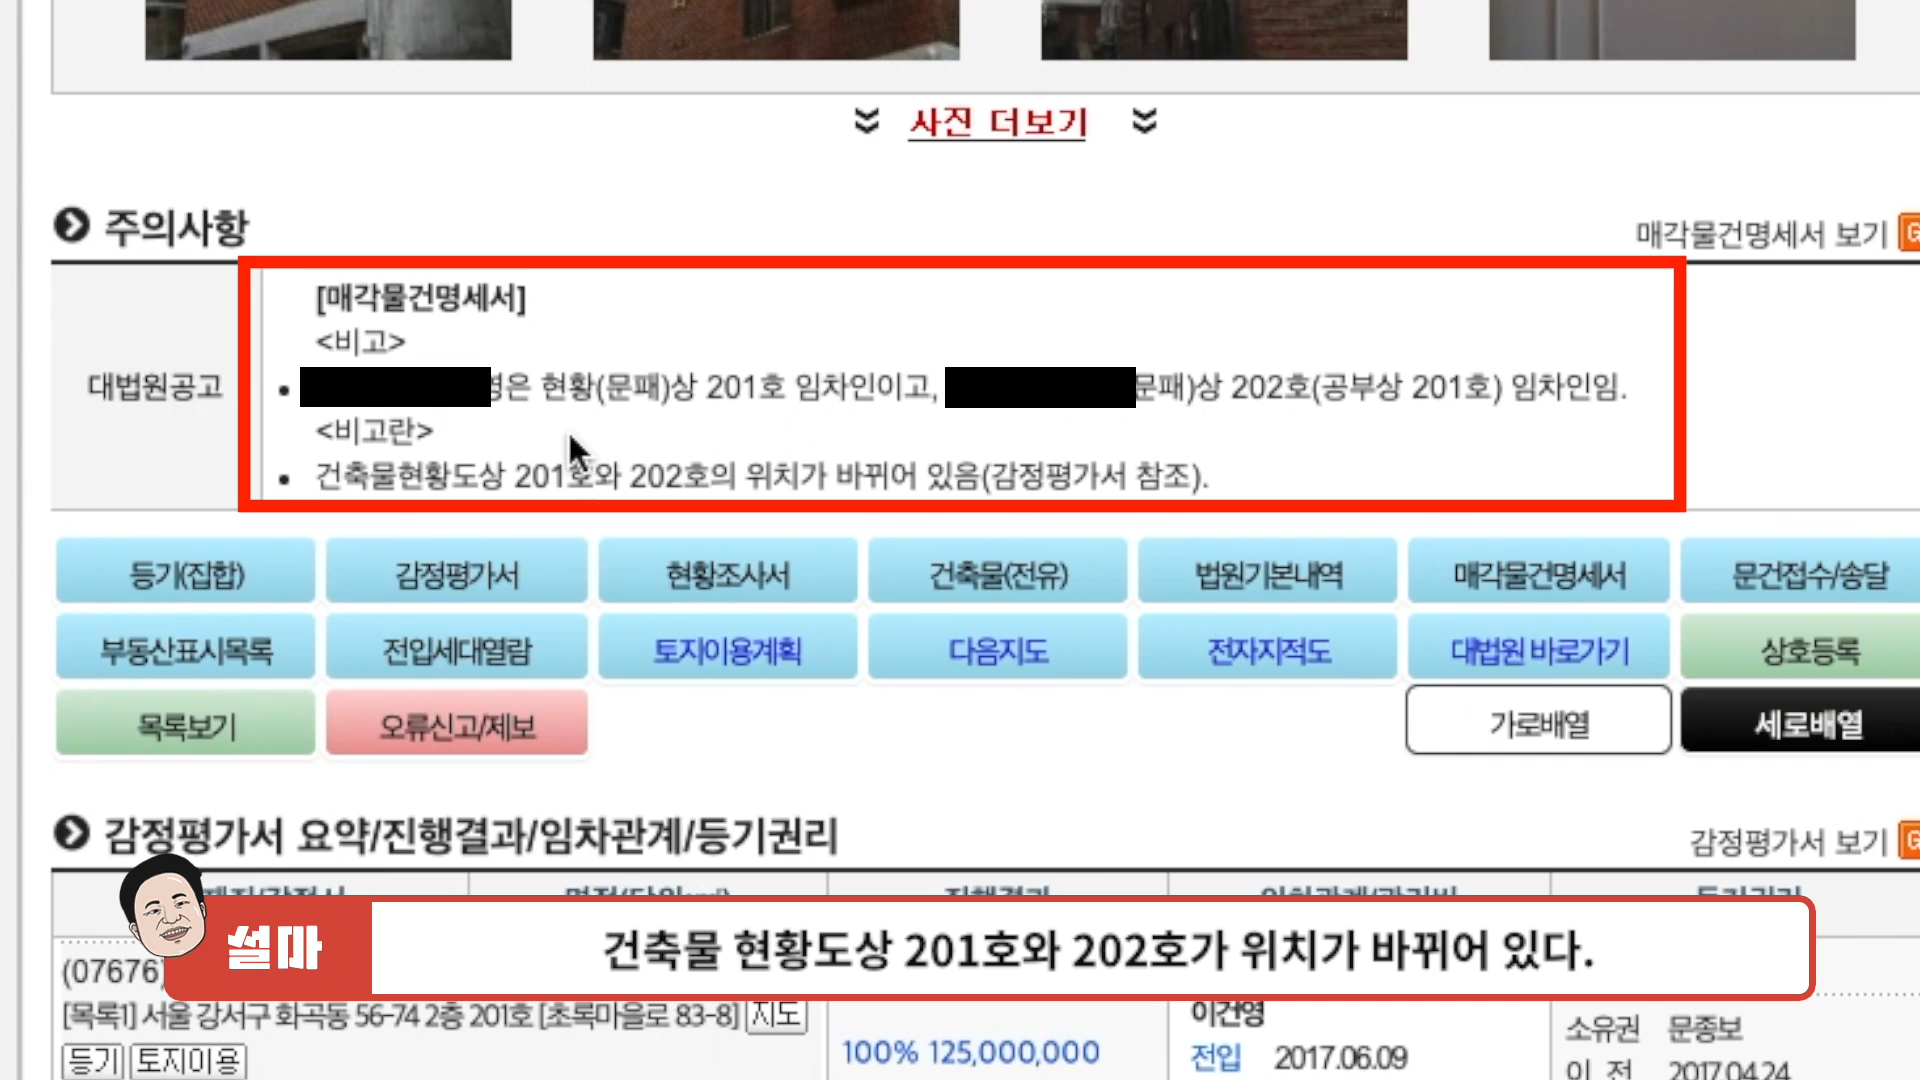 사진 더보기
주의사항
매각물건명세서 보기
대법원공고
[매각물건명세서]
<비고>
은 현황(문패)상 201호 임차인이고, 문패)상 202호(공부상 201호) 임차인임.
<비고란>
건축물현황도상 201호와 202호의 위치가 바뀌어 있음(감정평가서 참조).
등기(집합) 감정평가서 현황조사서 건축물(전유) 법원기본내역 매각물건명세서 문건접수/송달
부동산표시목록 전입세대열람 토지이용계획 다음지도 전자지적도 대법원 바로가기 상호등록
목록보기 오류신고/제보 가로배열 세로배열
감정평가서 요약/진행결과/임차관계/등기권리
감정평가서 보기
설마
건축물 현황도상 201호와 202호가 위치가 바뀌어 있다.
(07676)
[목록1] 서울 강서구 화곡동 56-74 2층 201호 [초록마을로 83-8] 지도
등기 토지이용
100% 125,000,000
이건영
전입 2017.06.09
소유권 문종보
이 전 2017.04.24